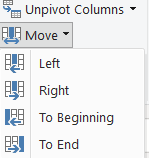 Unpivot Columns
Move
Left
Right
To Beginning
To End